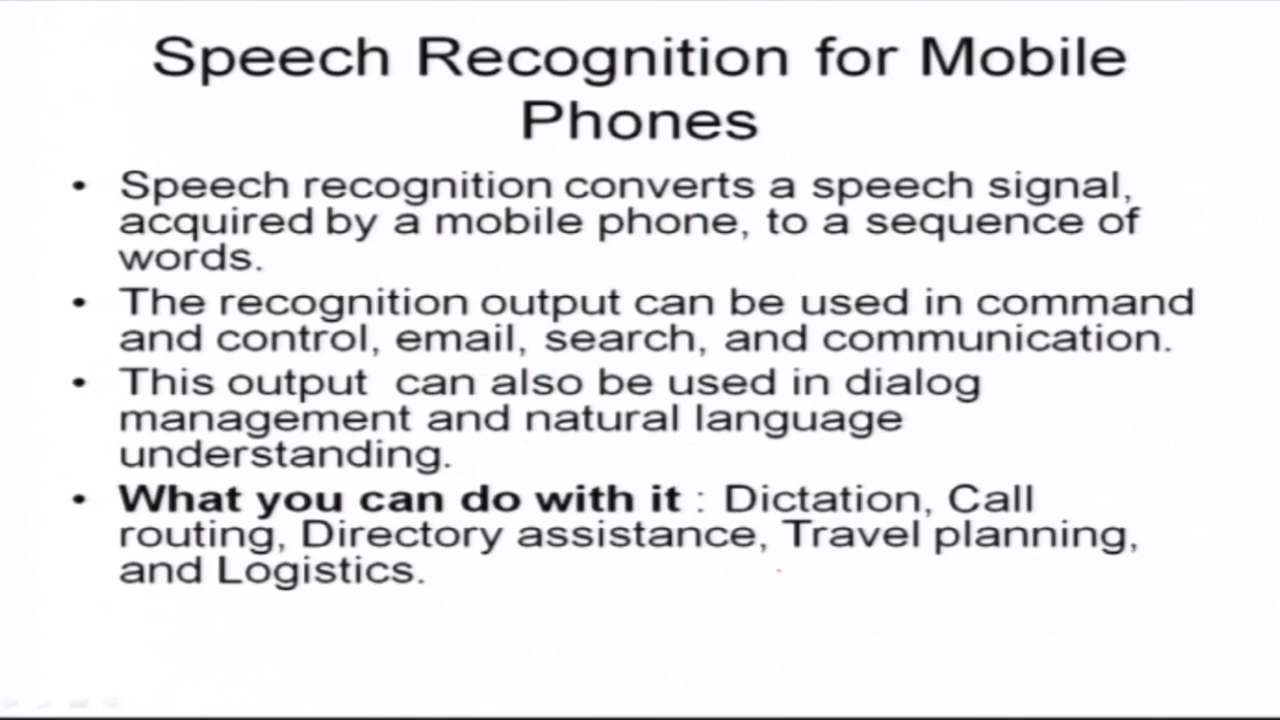 Speech Recognition for Mobile
Phones
• Speech recognition converts a speech signal,
acquired by a mobile phone, to a sequence of
words.
• The recognition output can be used in command
and control, email, search, and communication.
• This output  can also be used in dialog
management and natural language
understanding.
• What you can do with it : Dictation, Call
routing, Directory assistance, Travel planning,
and Logistics.